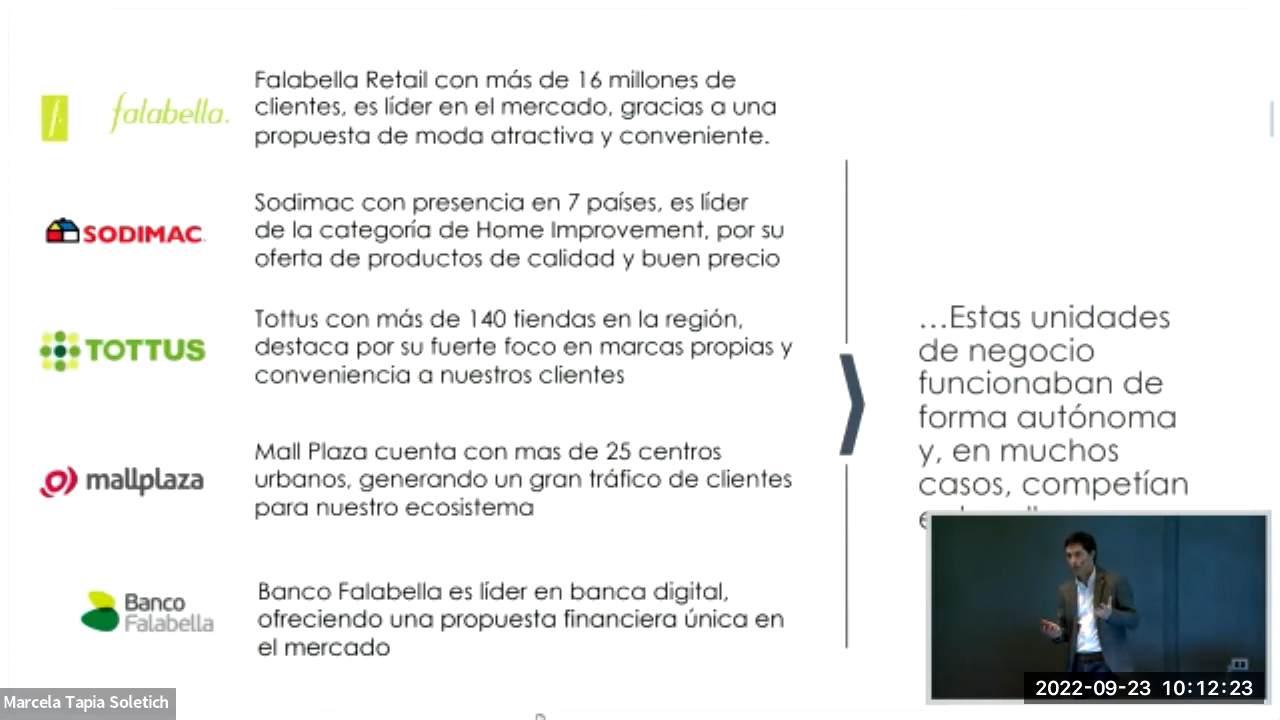 falabella.
Falabella Retail con más de 16 millones de
clientes, es líder en el mercado, gracias a una
propuesta de moda atractiva y conveniente.
SODIMAC
Sodimac con presencia en 7 países, es líder
de la categoría de Home Improvement, por su
oferta de productos de calidad y buen precio
TOTTUS
Tottus con más de 140 tiendas en la región,
destaca por su fuerte foco en marcas propias y
conveniencia a nuestros clientes
mallplaza
Mall Plaza cuenta con mas de 25 centros
urbanos, generando un gran tráfico de clientes
para nuestro ecosistema
Banco
Falabella
Banco Falabella es líder en banca digital,
ofreciendo una propuesta financiera única en
el mercado
...Estas unidades
de negocio
funcionaban de
forma autónoma
y, en muchos
casos, competían
Marcela Tapia Soletich
2022-09-23 10:12:23